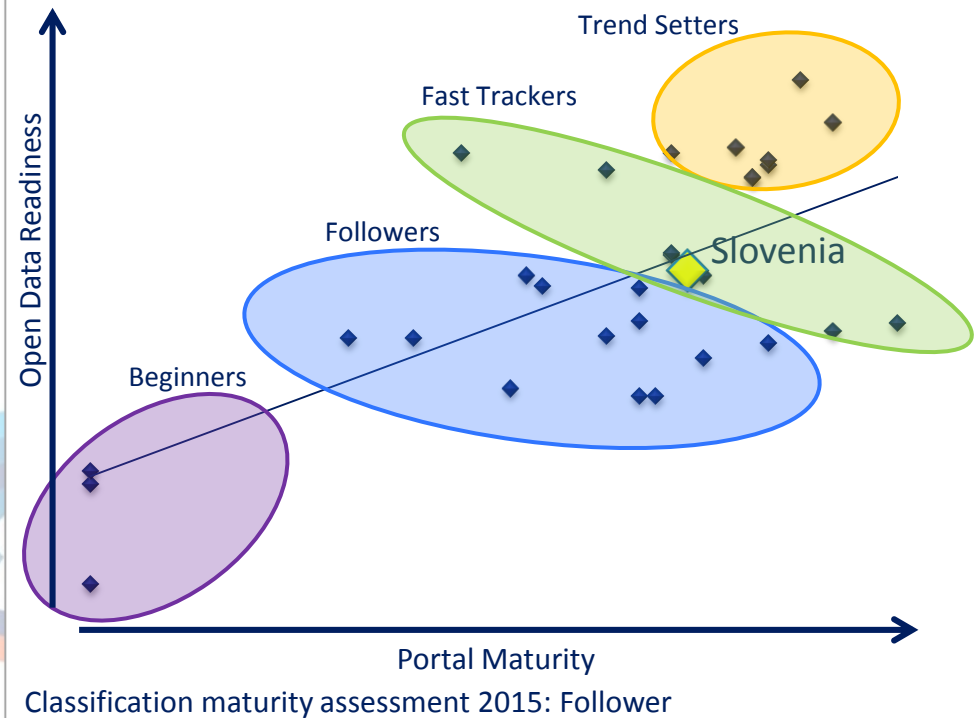 Trend Setters
Fast Trackers
Open Data Readiness
Followers
Slovenia
Beginners
Portal Maturity
Classification maturity assessment 2015: Follower